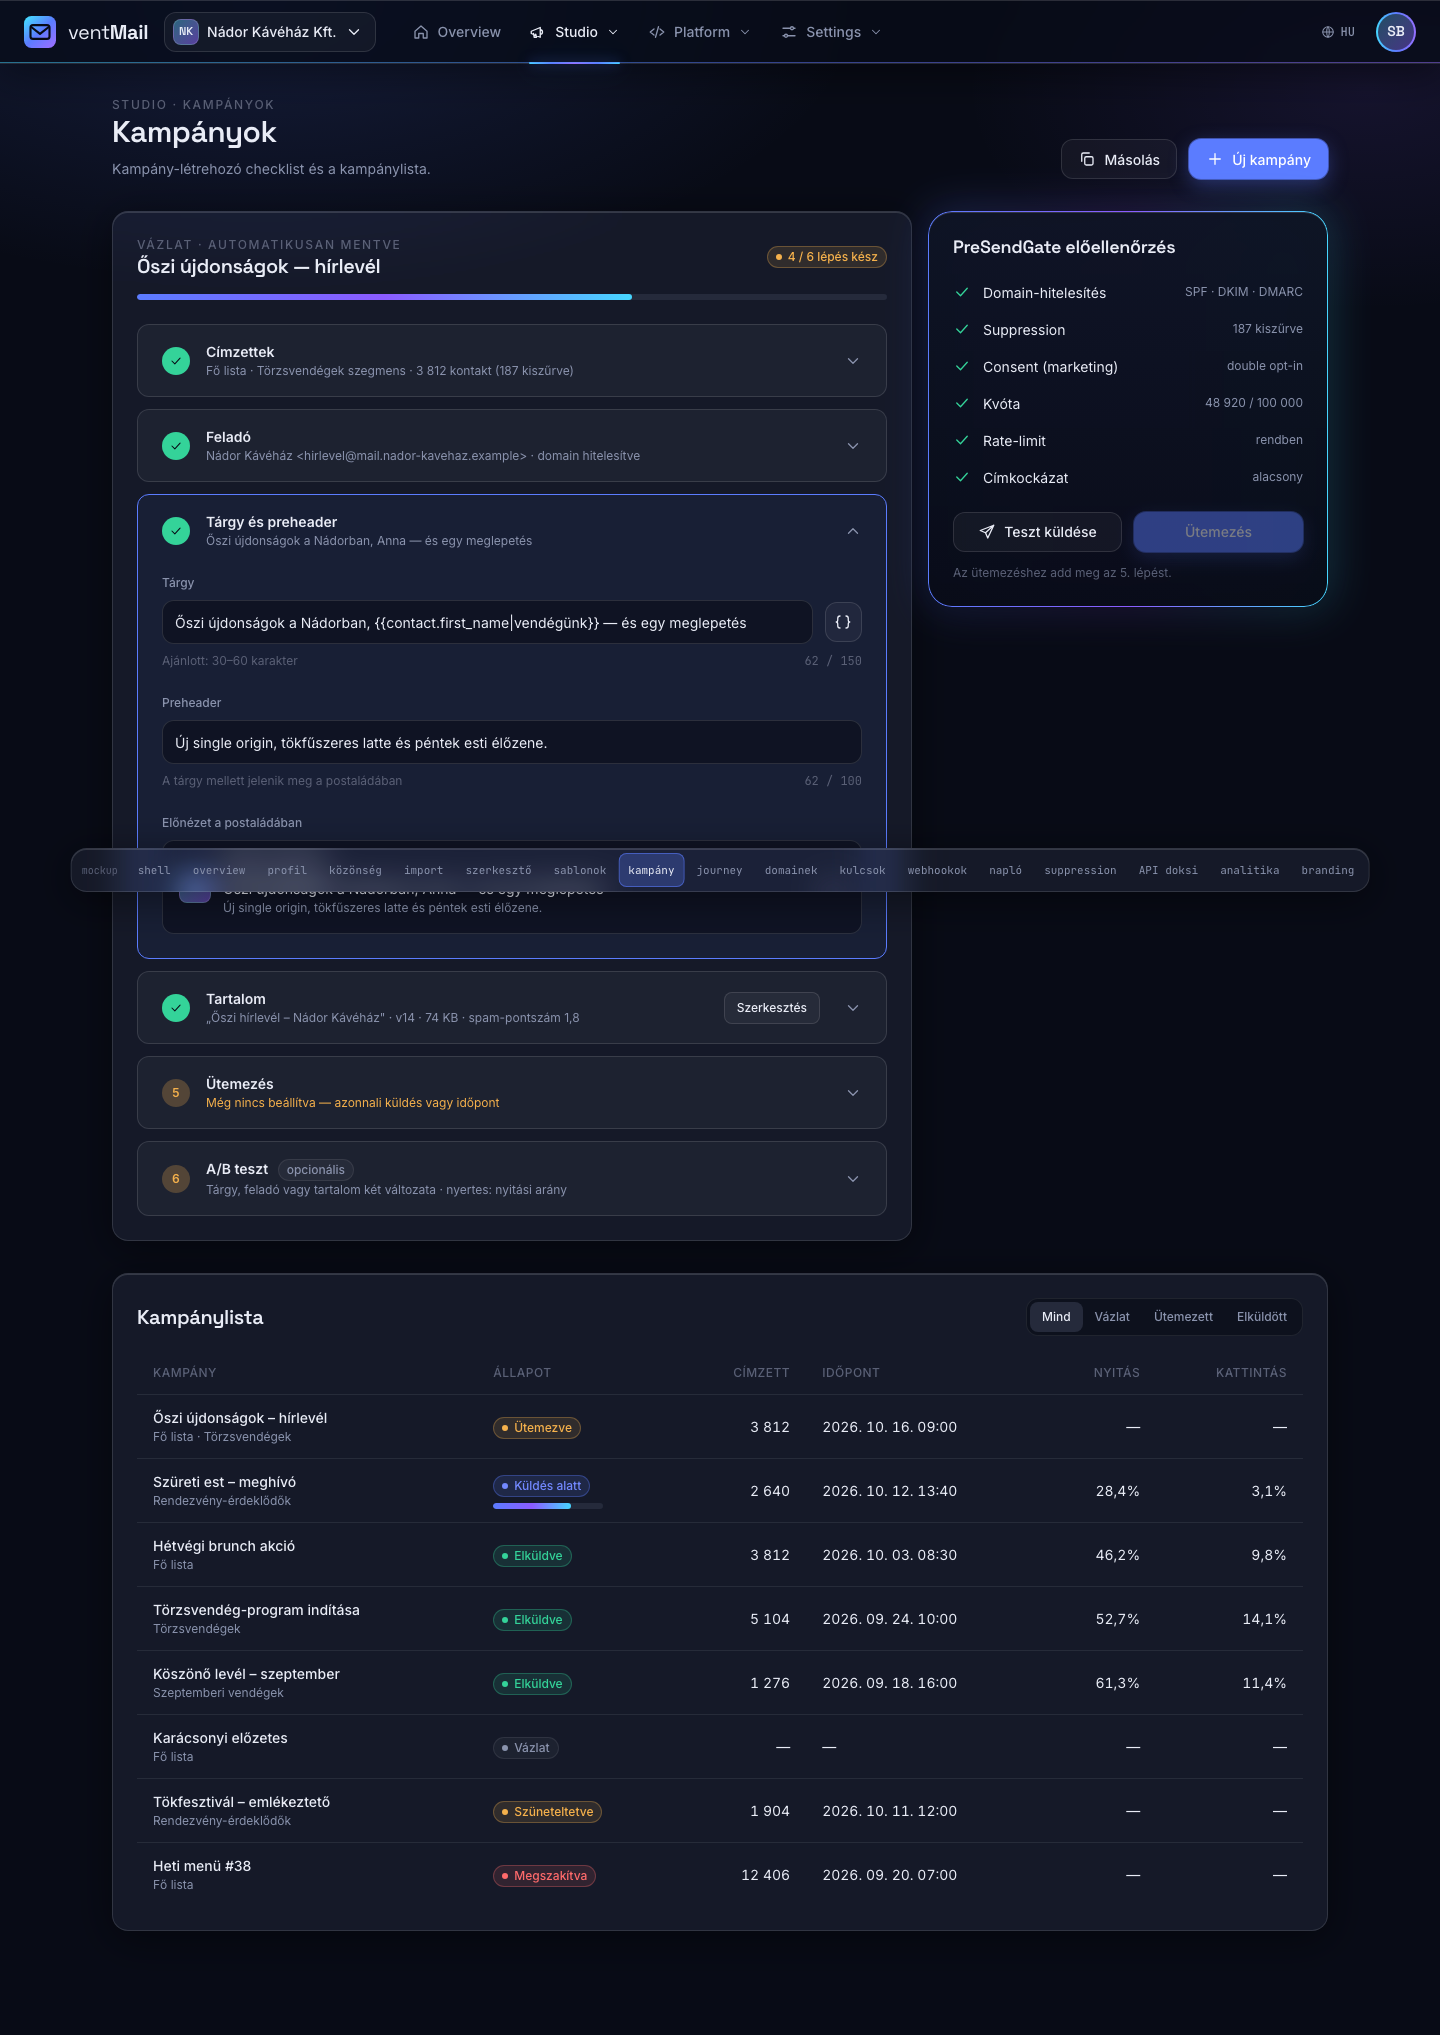 ventMail
NK Nádor Kávéház Kft.
Overview
Studio
Platform
Settings
HU
SB
STUDIO · KAMPÁNYOK
Kampányok
Kampány-létrehozó checklist és a kampánylista.
Másolás
Új kampány
VÁZLAT · AUTOMATIKUSAN MENTVE
Őszi újdonságok — hírlevél
4 / 6 lépés kész
Címzettek
Fő lista · Törzsvendégek szegmens · 3 812 kontakt (187 kiszűrve)
Feladó
Nádor Kávéház <hirlevel@mail.nador-kavehaz.example> · domain hitelesítve
Tárgy és preheader
Őszi újdonságok a Nádorban, Anna — és egy meglepetés
Tárgy
Őszi újdonságok a Nádorban, {{contact.first_name|vendégünk}} — és egy meglepetés
{}
Ajánlott: 30–60 karakter
62 / 150
Preheader
Új single origin, tökfűszeres latte és péntek esti élőzene.
A tárgy mellett jelenik meg a postaládában
62 / 100
Előnézet a postaládában
mockup shell overview profil közönség import szerkesztő sablonok kampány journey domainek kulcsok webhookok napló suppression API doksi analitika branding
Őszi újdonságok a Nádorban, Anna — és egy meglepetés
Új single origin, tökfűszeres latte és péntek esti élőzene.
Tartalom
„Őszi hírlevél – Nádor Kávéház" · v14 · 74 KB · spam-pontszám 1,8
Szerkesztés
5
Ütemezés
Még nincs beállítva — azonnali küldés vagy időpont
6
A/B teszt opcionális
Tárgy, feladó vagy tartalom két változata · nyertes: nyitási arány
PreSendGate előellenőrzés
Domain-hitelesítés SPF · DKIM · DMARC
Suppression 187 kiszűrve
Consent (marketing) double opt-in
Kvóta 48 920 / 100 000
Rate-limit rendben
Címkockázat alacsony
Teszt küldése
Ütemezés
Az ütemezéshez add meg az 5. lépést.
Kampánylista
Mind Vázlat Ütemezett Elküldött
KAMPÁNY ÁLLAPOT CÍMZETT IDŐPONT NYITÁS KATTINTÁS
Őszi újdonságok – hírlevél
Fő lista · Törzsvendégek
Ütemezve 3 812 2026. 10. 16. 09:00 — —
Szüreti est – meghívó
Rendezvény-érdeklődők
Küldés alatt 2 640 2026. 10. 12. 13:40 28,4% 3,1%
Hétvégi brunch akció
Fő lista
Elküldve 3 812 2026. 10. 03. 08:30 46,2% 9,8%
Törzsvendég-program indítása
Törzsvendégek
Elküldve 5 104 2026. 09. 24. 10:00 52,7% 14,1%
Köszönő levél – szeptember
Szeptemberi vendégek
Elküldve 1 276 2026. 09. 18. 16:00 61,3% 11,4%
Karácsonyi előzetes
Fő lista
Vázlat — — — —
Tökfesztivál – emlékeztető
Rendezvény-érdeklődők
Szüneteltetve 1 904 2026. 10. 11. 12:00 — —
Heti menü #38
Fő lista
Megszakítva 12 406 2026. 09. 20. 07:00 — —